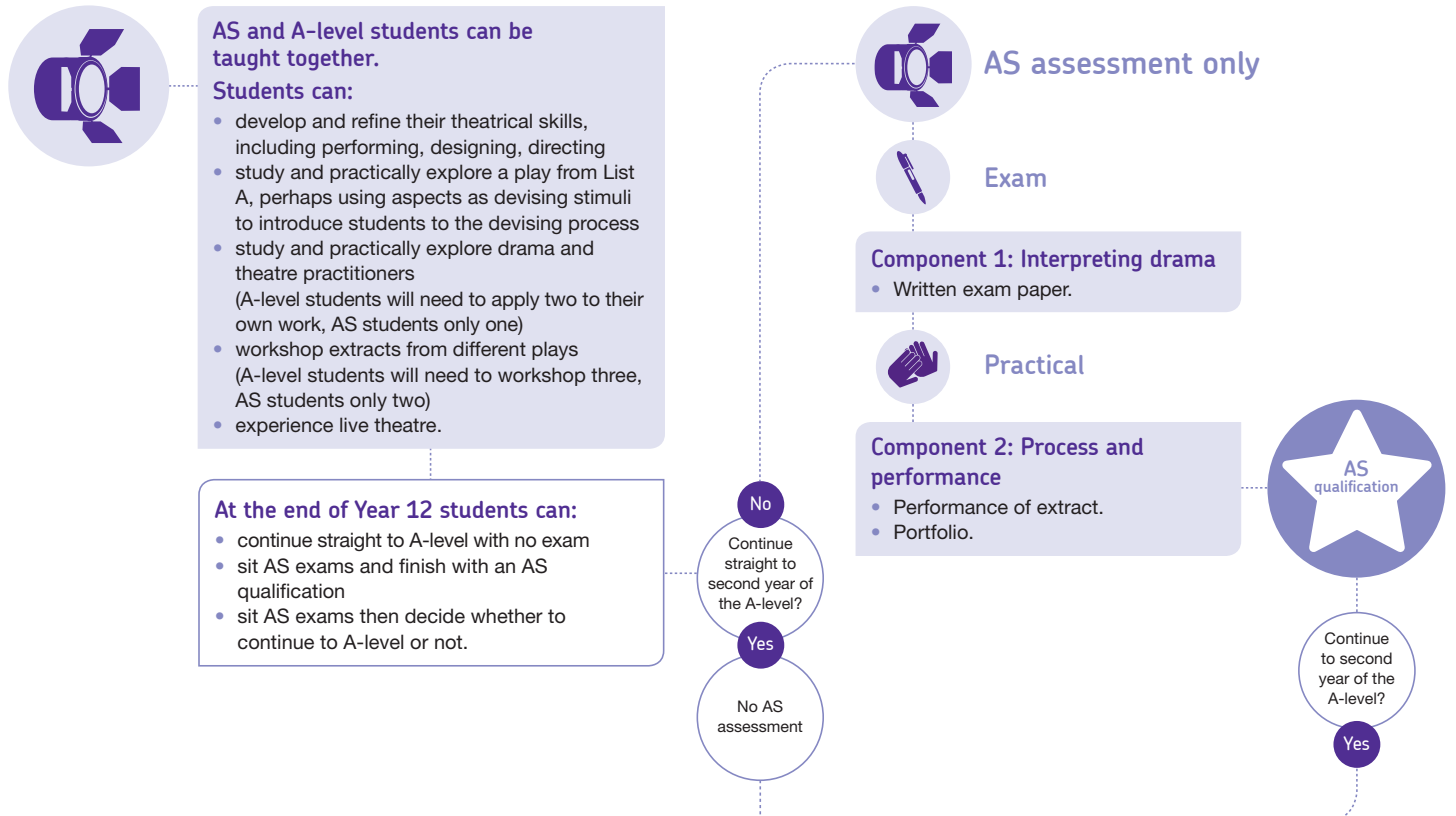 AS and A-level students can be
taught together.
Students can:
• develop and refine their theatrical skills,
including performing, designing, directing
• study and practically explore a play from List
A, perhaps using aspects as devising stimuli
to introduce students to the devising process
• study and practically explore drama and
theatre practitioners
(A-level students will need to apply two to their
own work, AS students only one)
• workshop extracts from different plays
(A-level students will need to workshop three,
AS students only two)
• experience live theatre.
At the end of Year 12 students can:
• continue straight to A-level with no exam
• sit AS exams and finish with an AS
qualification
• sit AS exams then decide whether to
continue to A-level or not.
No
Continue
straight to
second year of
the A-level?
Yes
No AS
assessment
AS assessment only
Exam
Component 1: Interpreting drama
• Written exam paper.
Practical
Component 2: Process and
performance
• Performance of extract.
• Portfolio.
AS
qualification
Continue
to second
year of the
A-level?
Yes